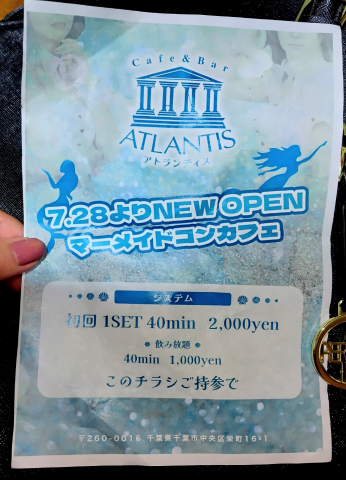 Cafe&Bar
ATLANTIS
アトランティス
7.28よりNEW OPEN
マーメイドコンカフェ
システム
初回 1SET 40min 2,000yen
飲み放題
40min 1,000yen
このチラシご持参で
〒260-0016 千葉県千葉市中央区栄町16-1